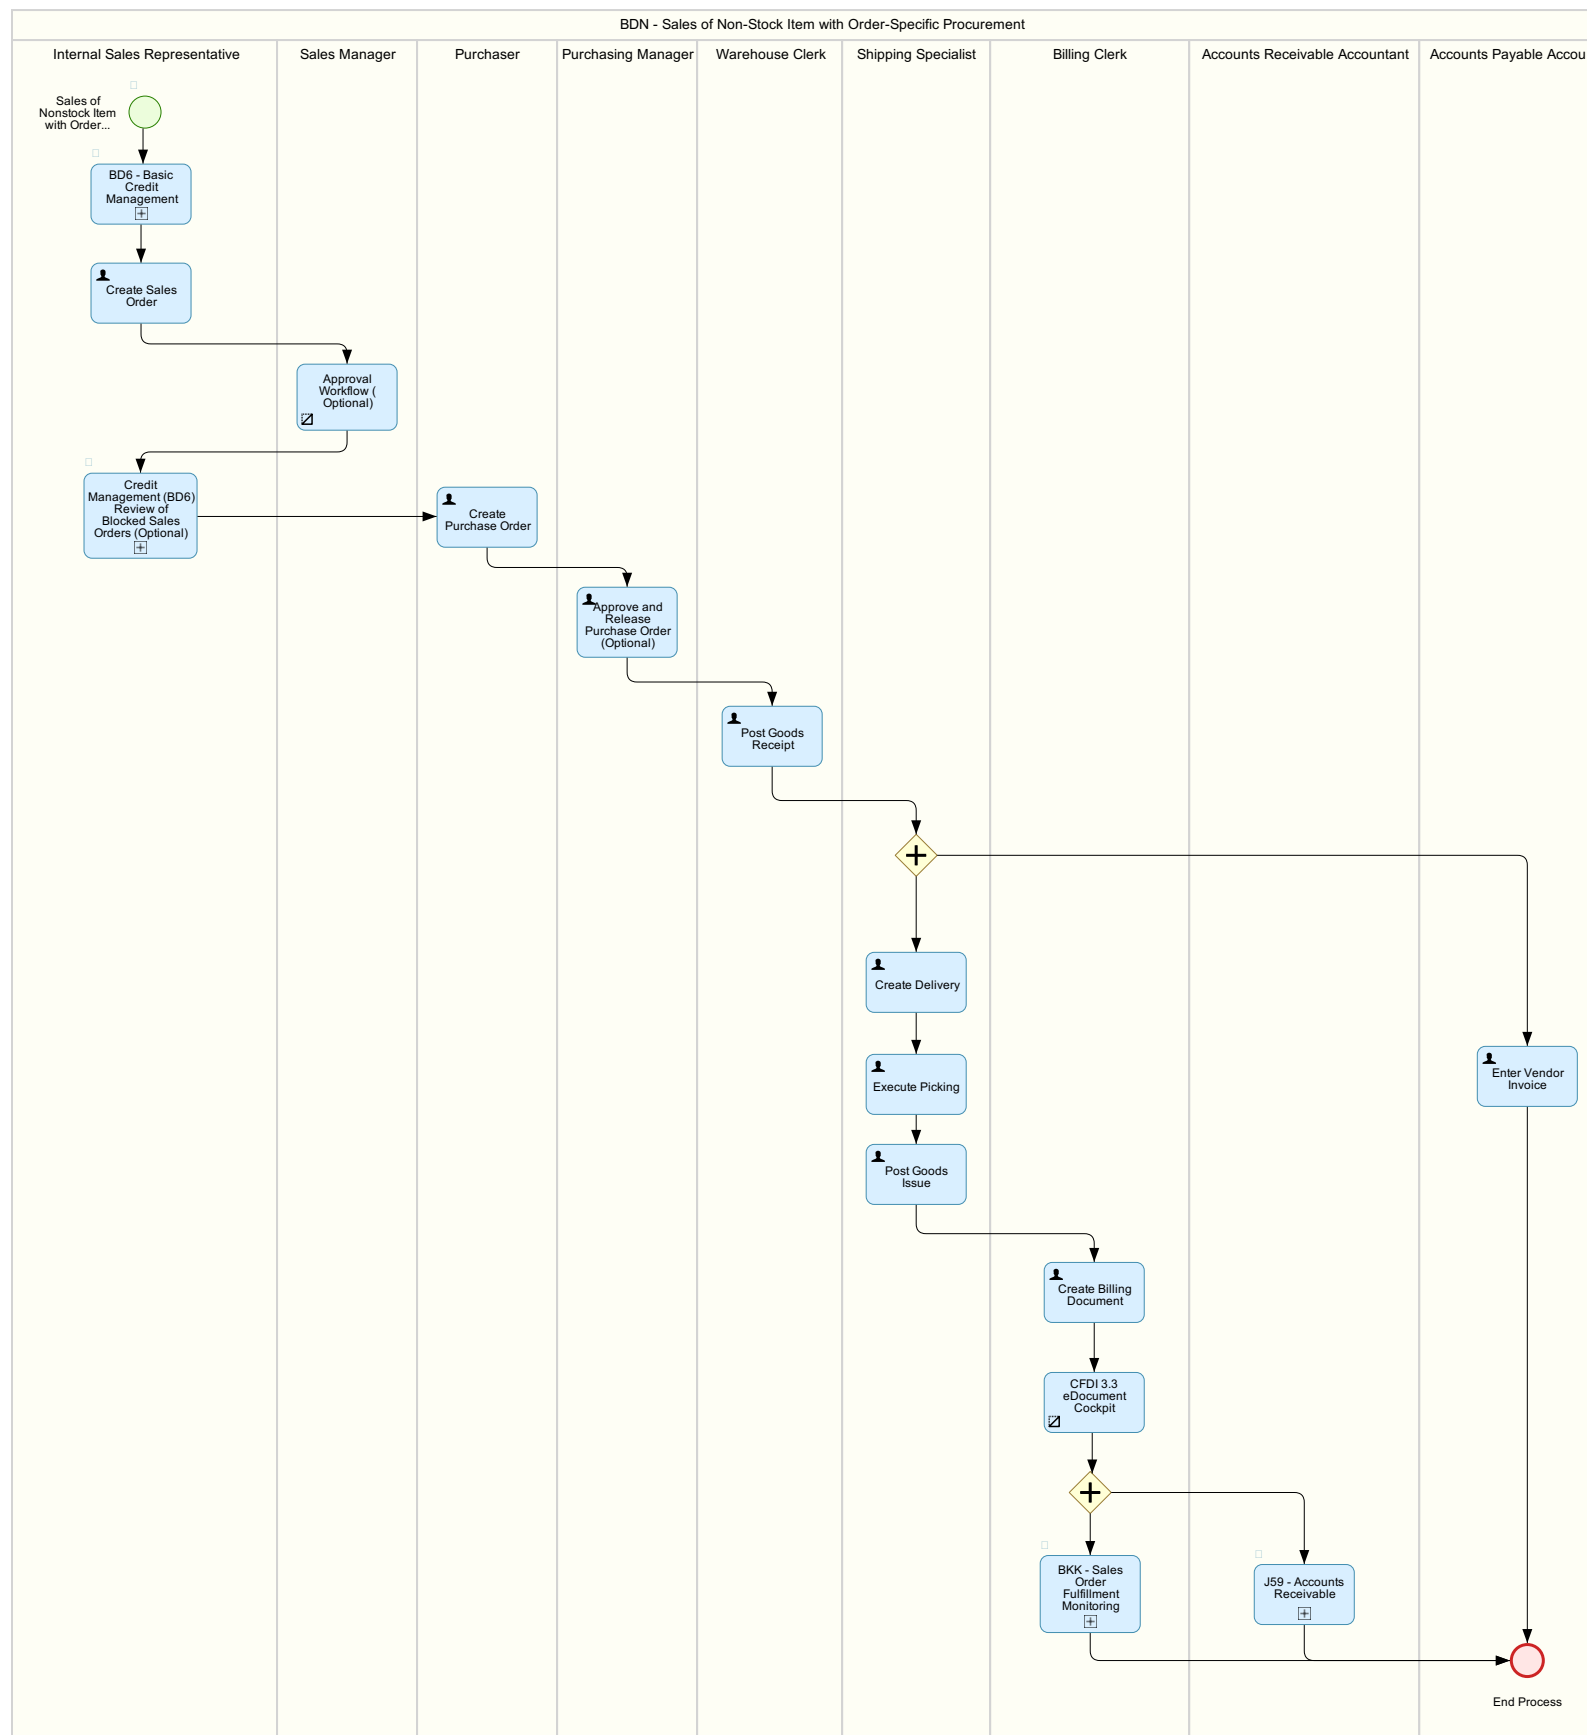 BDN - Sales of Non-Stock Item with Order-Specific Procurement
Internal Sales Representative
Sales Manager
Purchaser
Purchasing Manager
Warehouse Clerk
Shipping Specialist
Billing Clerk
Accounts Receivable Accountant
Accounts Payable Accou
Sales of
Nonstock Item
with Order...
BD6 - Basic
Credit
Management
Create Sales
Order
Approval
Workflow (
Optional)
Credit
Management (BD6)
Review of
Blocked Sales
Orders (Optional)
Create
Purchase Order
Approve and
Release
Purchase Order
(Optional)
Post Goods
Receipt
Create Delivery
Execute Picking
Enter Vendor
Invoice
Post Goods
Issue
Create Billing
Document
CFDI 3.3
eDocument
Cockpit
BKK - Sales
Order
Fulfillment
Monitoring
J59 - Accounts
Receivable
End Process